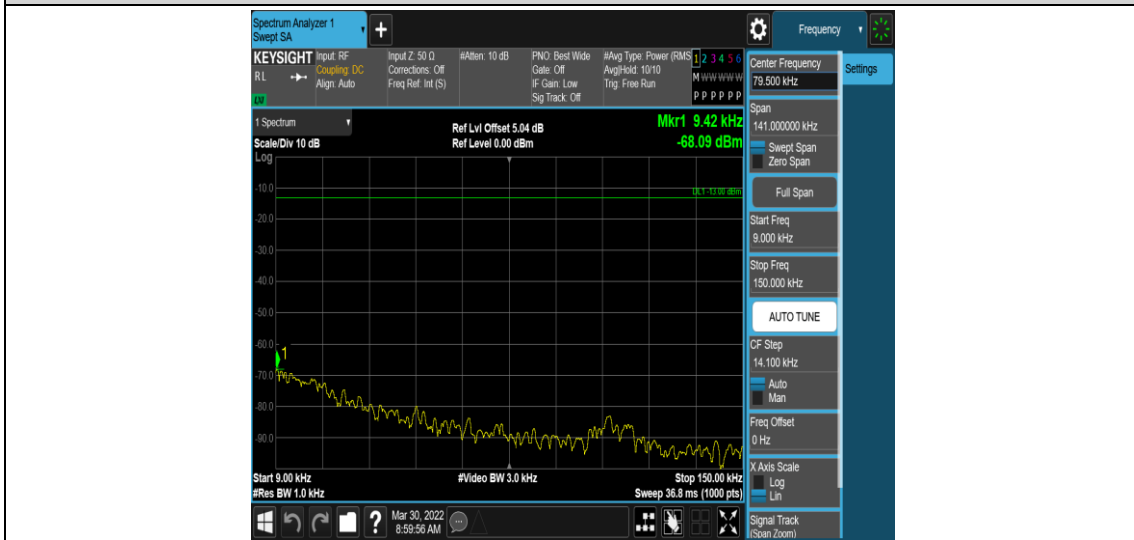 Spectrum Analyzer 1
Swept SA
+
Frequency
KEYSIGHT
RL
Input: RF
Coupling: DC
Align: Auto
Input Z: 50 Ω
Corrections: Off
Freq Ref: Int (S)
#Atten: 10 dB
PNO: Best Wide
Gate: Off
IF Gain: Low
Sig Track: Off
#Avg Type: Power (RMS
Avg|Hold: 10/10
Trig: Free Run
1 2 3 4 5 6
M W W W W W
P P P P P P
1 Spectrum
Scale/Div 10 dB
Log
Ref Lvl Offset 5.04 dB
Ref Level 0.00 dBm
Mkr1 9.42 kHz
-68.09 dBm
DL1 -13.00 dBm
-10.0
-20.0
-30.0
-40.0
-50.0
-60.0
1
-70.0
-80.0
-90.0
Start 9.00 kHz
#Res BW 1.0 kHz
#Video BW 3.0 kHz
Stop 150.00 kHz
Sweep 36.8 ms (1000 pts)
Center Frequency
79.500 kHz
Settings
Span
141.000000 kHz
Swept Span
Zero Span
Full Span
Start Freq
9.000 kHz
Stop Freq
150.000 kHz
AUTO TUNE
CF Step
14.100 kHz
Auto
Man
Freq Offset
0 Hz
X Axis Scale
Log
Lin
Signal Track
(Span Zoom)
?
Mar 30, 2022
8:59:56 AM